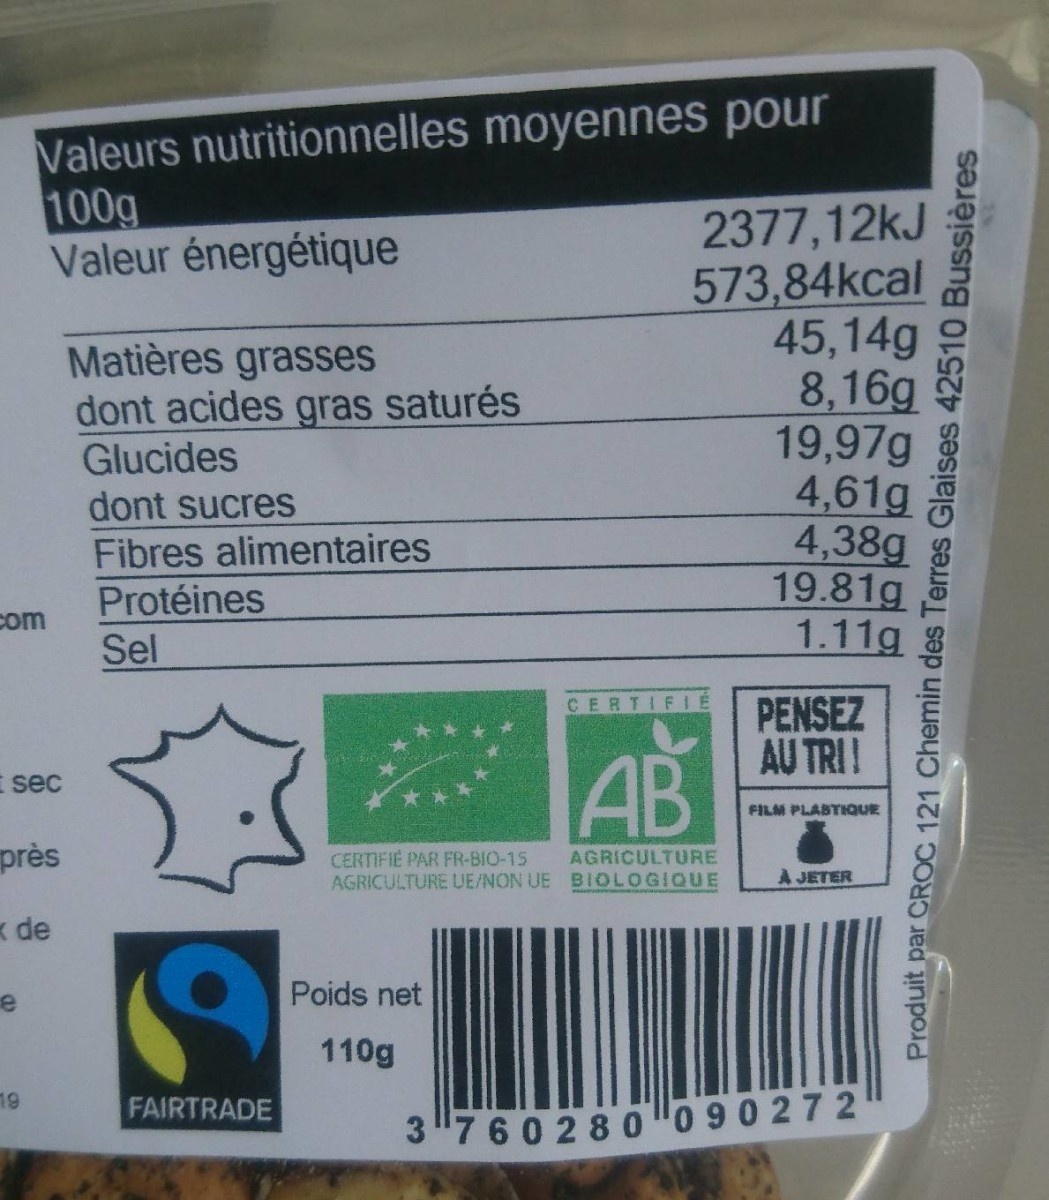 Valeurs nutritionnelles moyennes pour
100g
Valeur énergétique 2377,12kJ
573,84kcal
Matières grasses 45,14g
dont acides gras saturés 8,16g
Glucides 19,97g
dont sucres 4,61g
Fibres alimentaires 4,38g
Protéines 19.81g
Sel 1.11g
com
sec
près
de
e
19
CERTIFIÉ PAR FR-BIO-15
AGRICULTURE UE/NON UE
CERTIFIÉ
AB
AGRICULTURE
BIOLOGIQUE
PENSEZ
AU TRI !
FILM PLASTIQUE
À JETER
FAIRTRADE
Poids net
110g
3 760280 090272
Produit par CROC 121 Chemin des Terres Glaises 42510 Bussières